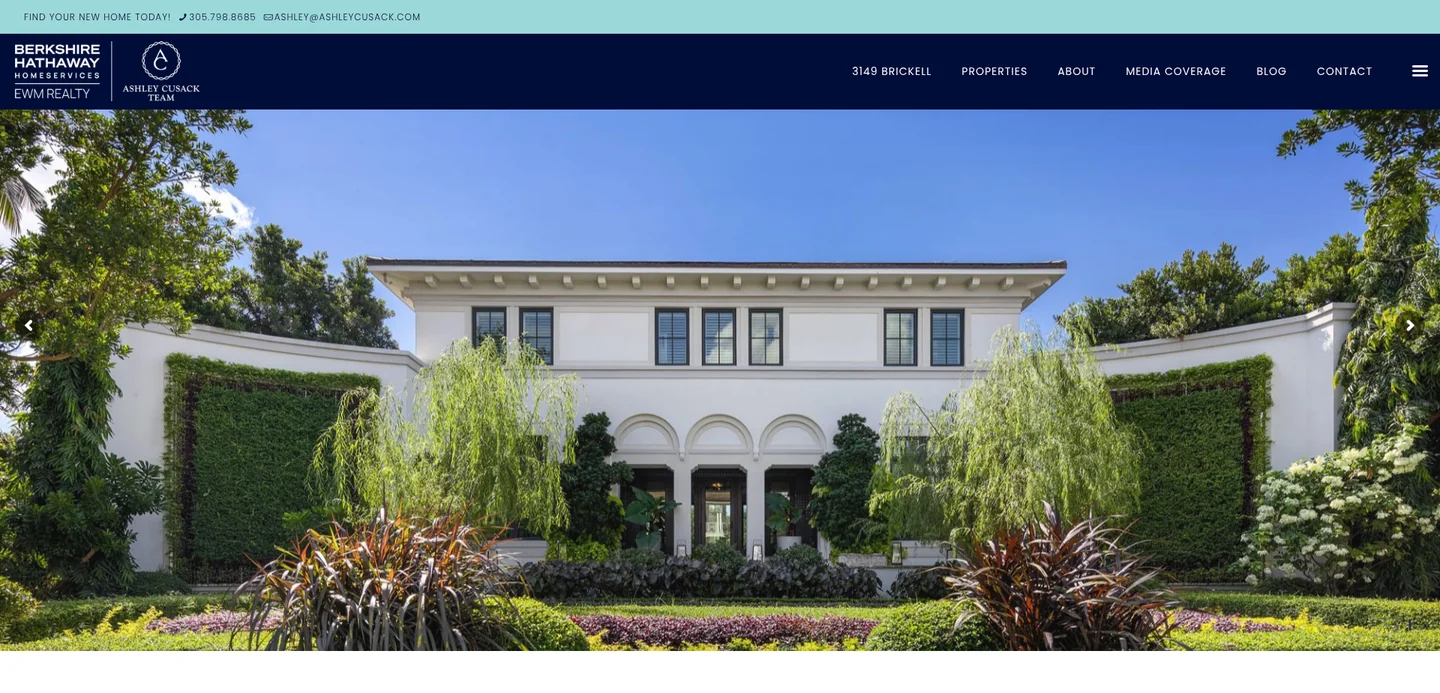 FIND YOUR NEW HOME TODAY! 305.798.8685 ASHLEY@ASHLEYCUSACK.COM
BERKSHIRE
HATHAWAY
HOMESERVICES
EWM REALTY
AC
ASHLEY CUSACK
TEAM
3149 BRICKELL PROPERTIES ABOUT MEDIA COVERAGE BLOG CONTACT